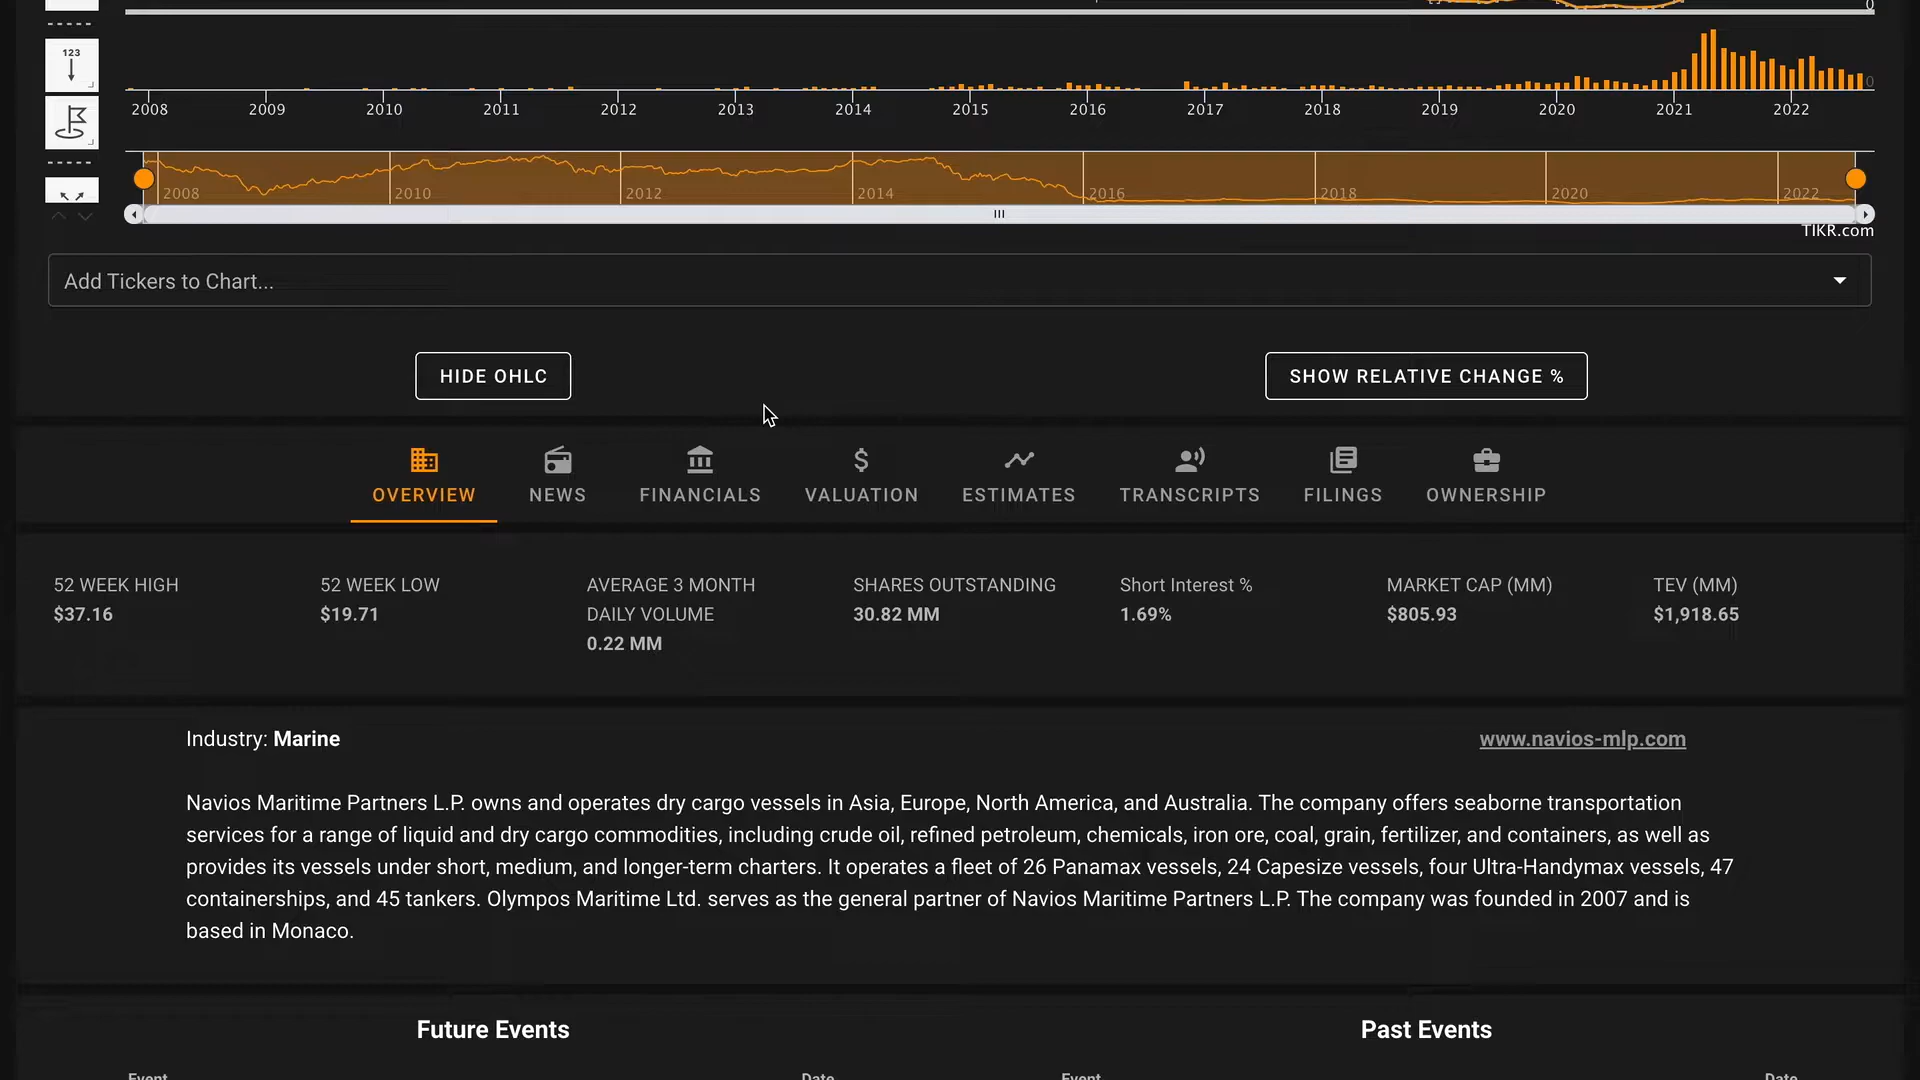 0
123
0
2008 2009 2010 2011 2012 2013 2014 2015 2016 2017 2018 2019 2020 2021 2022
2008 2010 2012 2014 2016 2018 2020 2022
TIKR.com
Add Tickers to Chart...
HIDE OHLC SHOW RELATIVE CHANGE %
OVERVIEW NEWS FINANCIALS VALUATION ESTIMATES TRANSCRIPTS FILINGS OWNERSHIP
52 WEEK HIGH
$37.16
52 WEEK LOW
$19.71
AVERAGE 3 MONTH
DAILY VOLUME
0.22 MM
SHARES OUTSTANDING
30.82 MM
Short Interest %
1.69%
MARKET CAP (MM)
$805.93
TEV (MM)
$1,918.65
Industry: Marine
www.navios-mlp.com
Navios Maritime Partners L.P. owns and operates dry cargo vessels in Asia, Europe, North America, and Australia. The company offers seaborne transportation
services for a range of liquid and dry cargo commodities, including crude oil, refined petroleum, chemicals, iron ore, coal, grain, fertilizer, and containers, as well as
provides its vessels under short, medium, and longer-term charters. It operates a fleet of 26 Panamax vessels, 24 Capesize vessels, four Ultra-Handymax vessels, 47
containerships, and 45 tankers. Olympos Maritime Ltd. serves as the general partner of Navios Maritime Partners L.P. The company was founded in 2007 and is
based in Monaco.
Future Events
Past Events
Event Date Event Date